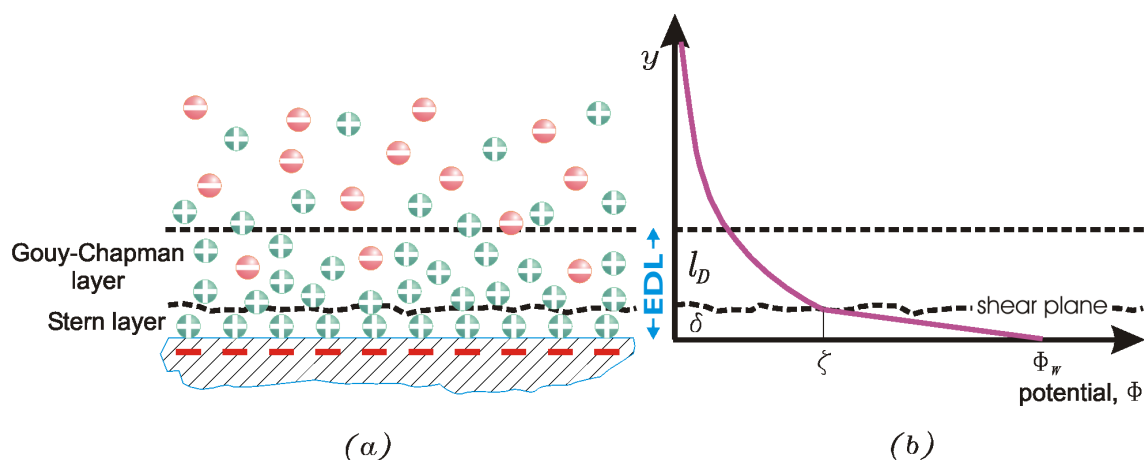 y
Gouy-Chapman
layer
Stern layer
EDL
l_D
δ
shear plane
ζ
Φ_w
potential, Φ
(a)
(b)